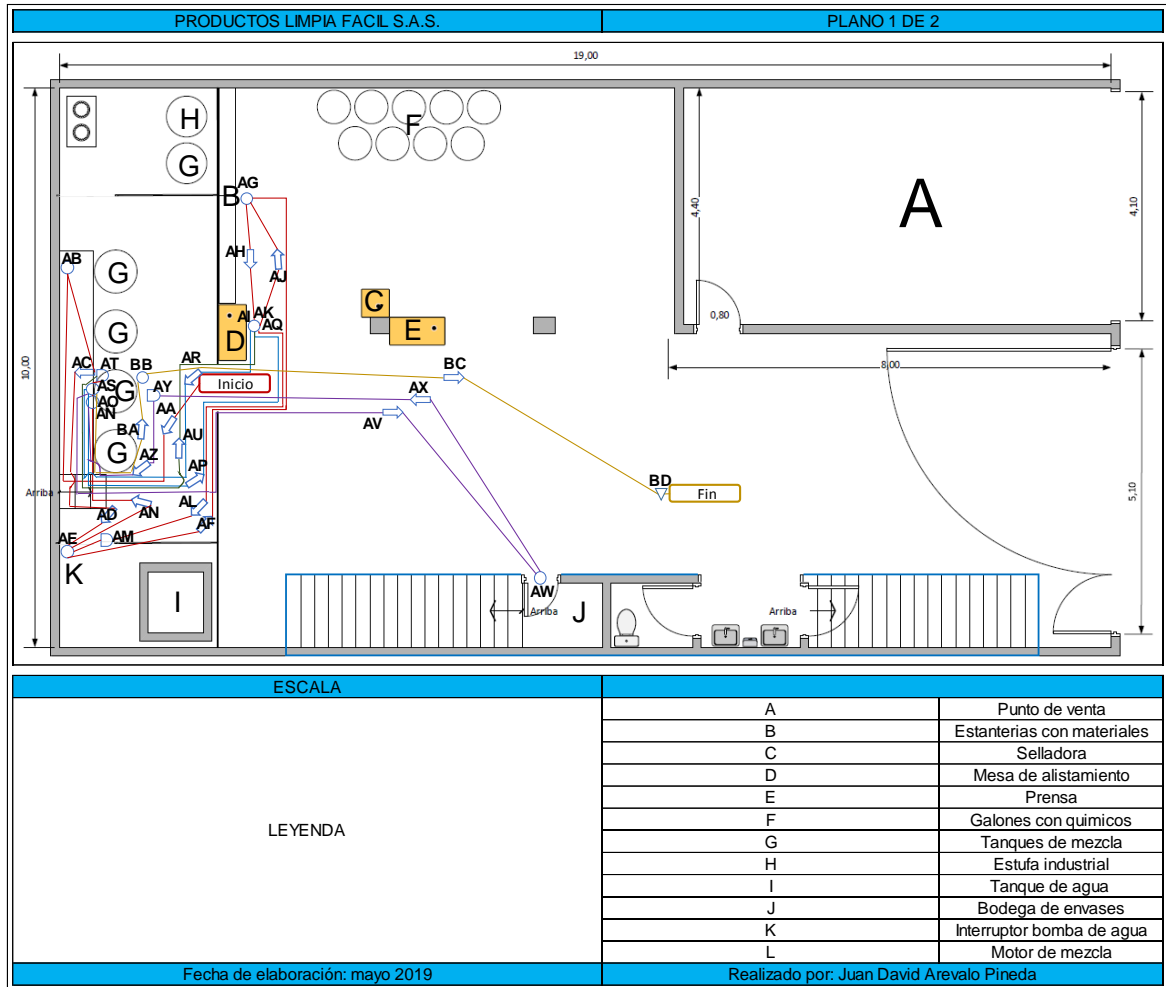 PRODUCTOS LIMPIA FACIL S.A.S. PLANO 1 DE 2
19,00
H
F
G
A
AG
B
4,40
4,10
AH
AB
G
AJ
C
0,80
AI AK
AQ
G
E
D
10,00
AR
BB
BC
8,00
AC AT
Inicio
AS
G
AY
AX
AO
AN
AA
AV
BA
AU
G
AZ
AP
BD
Fin
5,10
Arriba
AL
AN
AD
AF
AE
AM
K
I
AW
Arriba
J
Arriba
ESCALA
LEYENDA
A Punto de venta
B Estanterias con materiales
C Selladora
D Mesa de alistamiento
E Prensa
F Galones con quimicos
G Tanques de mezcla
H Estufa industrial
I Tanque de agua
J Bodega de envases
K Interruptor bomba de agua
L Motor de mezcla
Fecha de elaboración: mayo 2019 Realizado por: Juan David Arevalo Pineda